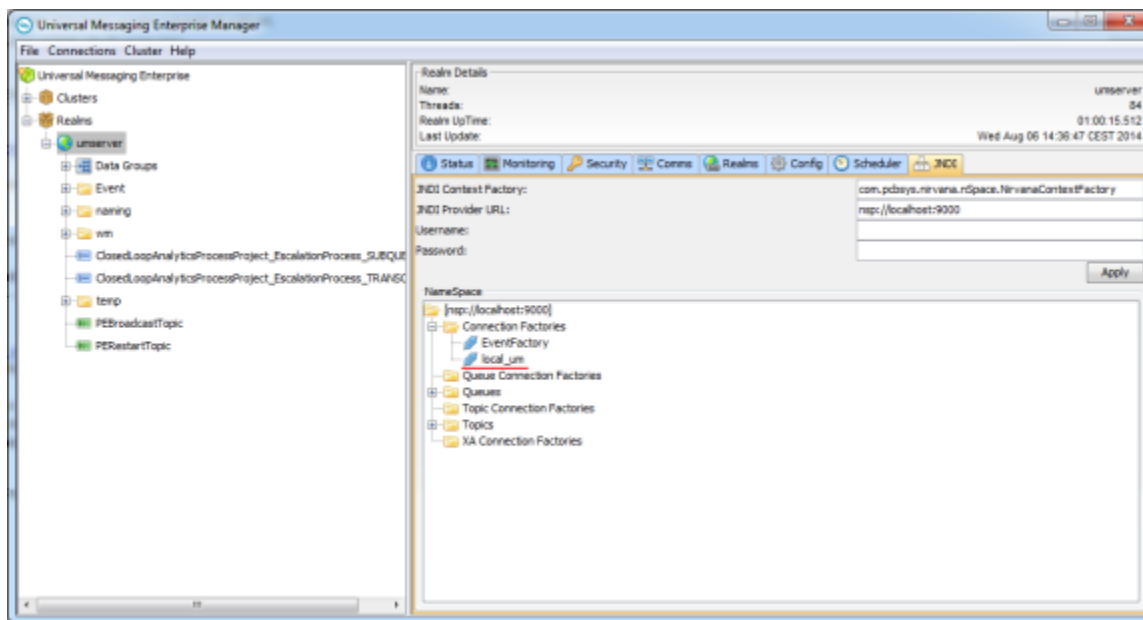 Universal Messaging Enterprise Manager
File Connections Cluster Help
Universal Messaging Enterprise
Clusters
Realms
umserver
Data Groups
Event
naming
wm
ClosedLoopAnalyticsProcessProject_EscalationProcess_SUBQUE
ClosedLoopAnalyticsProcessProject_EscalationProcess_TRANSC
temp
PEBroadcastTopic
PERestartTopic
Realm Details
Name: umserver
Threads: 84
Realm UpTime: 01:00:15.512
Last Update: Wed Aug 06 14:36:47 CEST 2014
Status Monitoring Security Comms Realms Config Scheduler JNDI
JNDI Context Factory: com.pcbsys.nirvana.nSpace.NirvanaContextFactory
JNDI Provider URL: nsp://localhost:9000
Username:
Password:
Apply
NameSpace
[nsp://localhost:9000]
Connection Factories
EventFactory
local_um
Queue Connection Factories
Queues
Topic Connection Factories
Topics
XA Connection Factories